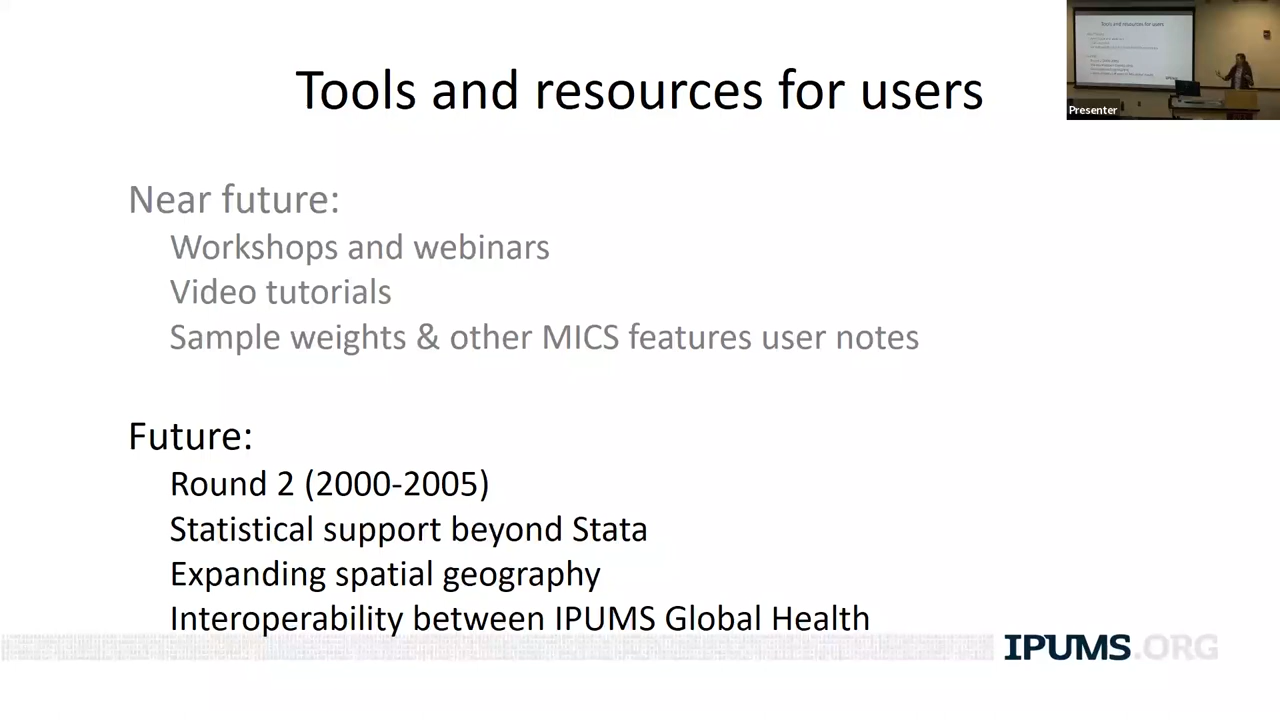 Tools and resources for users
Presenter
Near future:
Workshops and webinars
Video tutorials
Sample weights & other MICS features user notes
Future:
Round 2 (2000-2005)
Statistical support beyond Stata
Expanding spatial geography
Interoperability between IPUMS Global Health
IPUMS.ORG